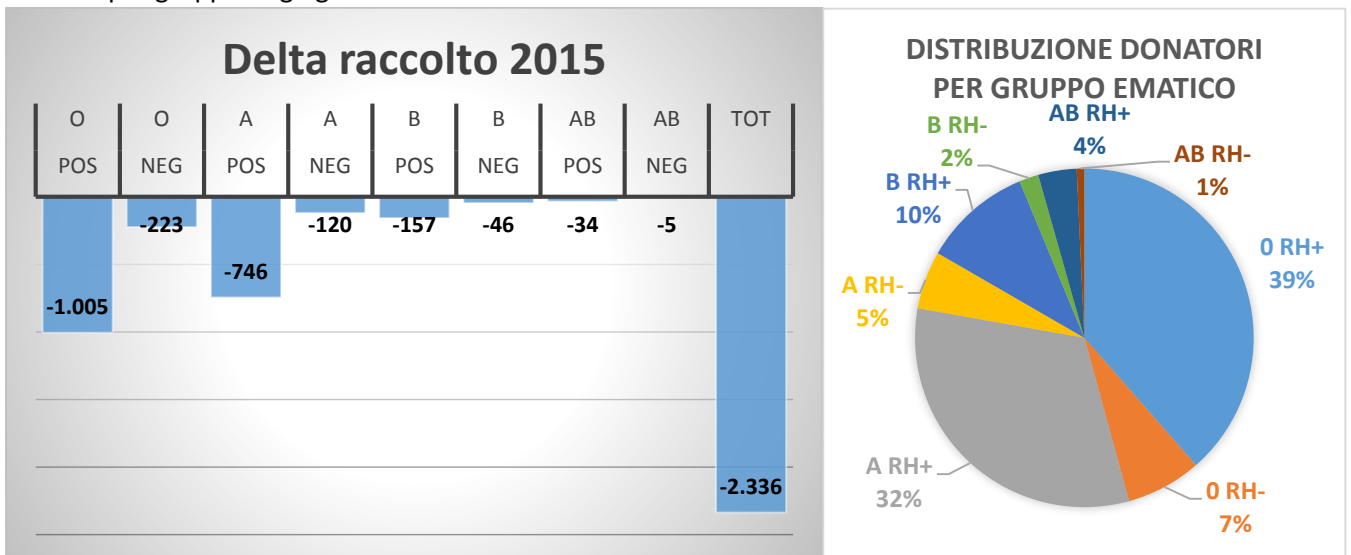 Delta raccolto 2015
O O A A B B AB AB TOT
POS NEG POS NEG POS NEG POS NEG
-1.005
-223
-746
-120
-157
-46
-34
-5
-2.336
DISTRIBUZIONE DONATORI
PER GRUPPO EMATICO
0 RH+
39%
0 RH-
7%
A RH+
32%
A RH-
5%
B RH+
10%
B RH-
2%
AB RH+
4%
AB RH-
1%